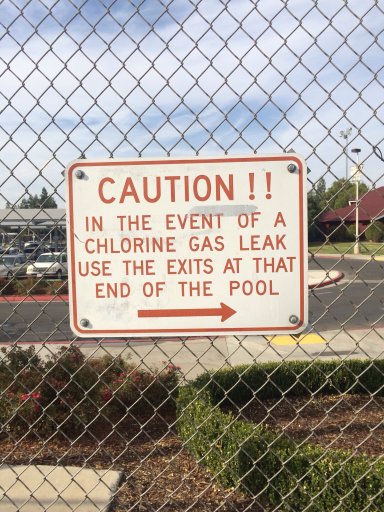 CAUTION !!
IN THE EVENT OF A
CHLORINE GAS LEAK
USE THE EXITS AT THAT
END OF THE POOL